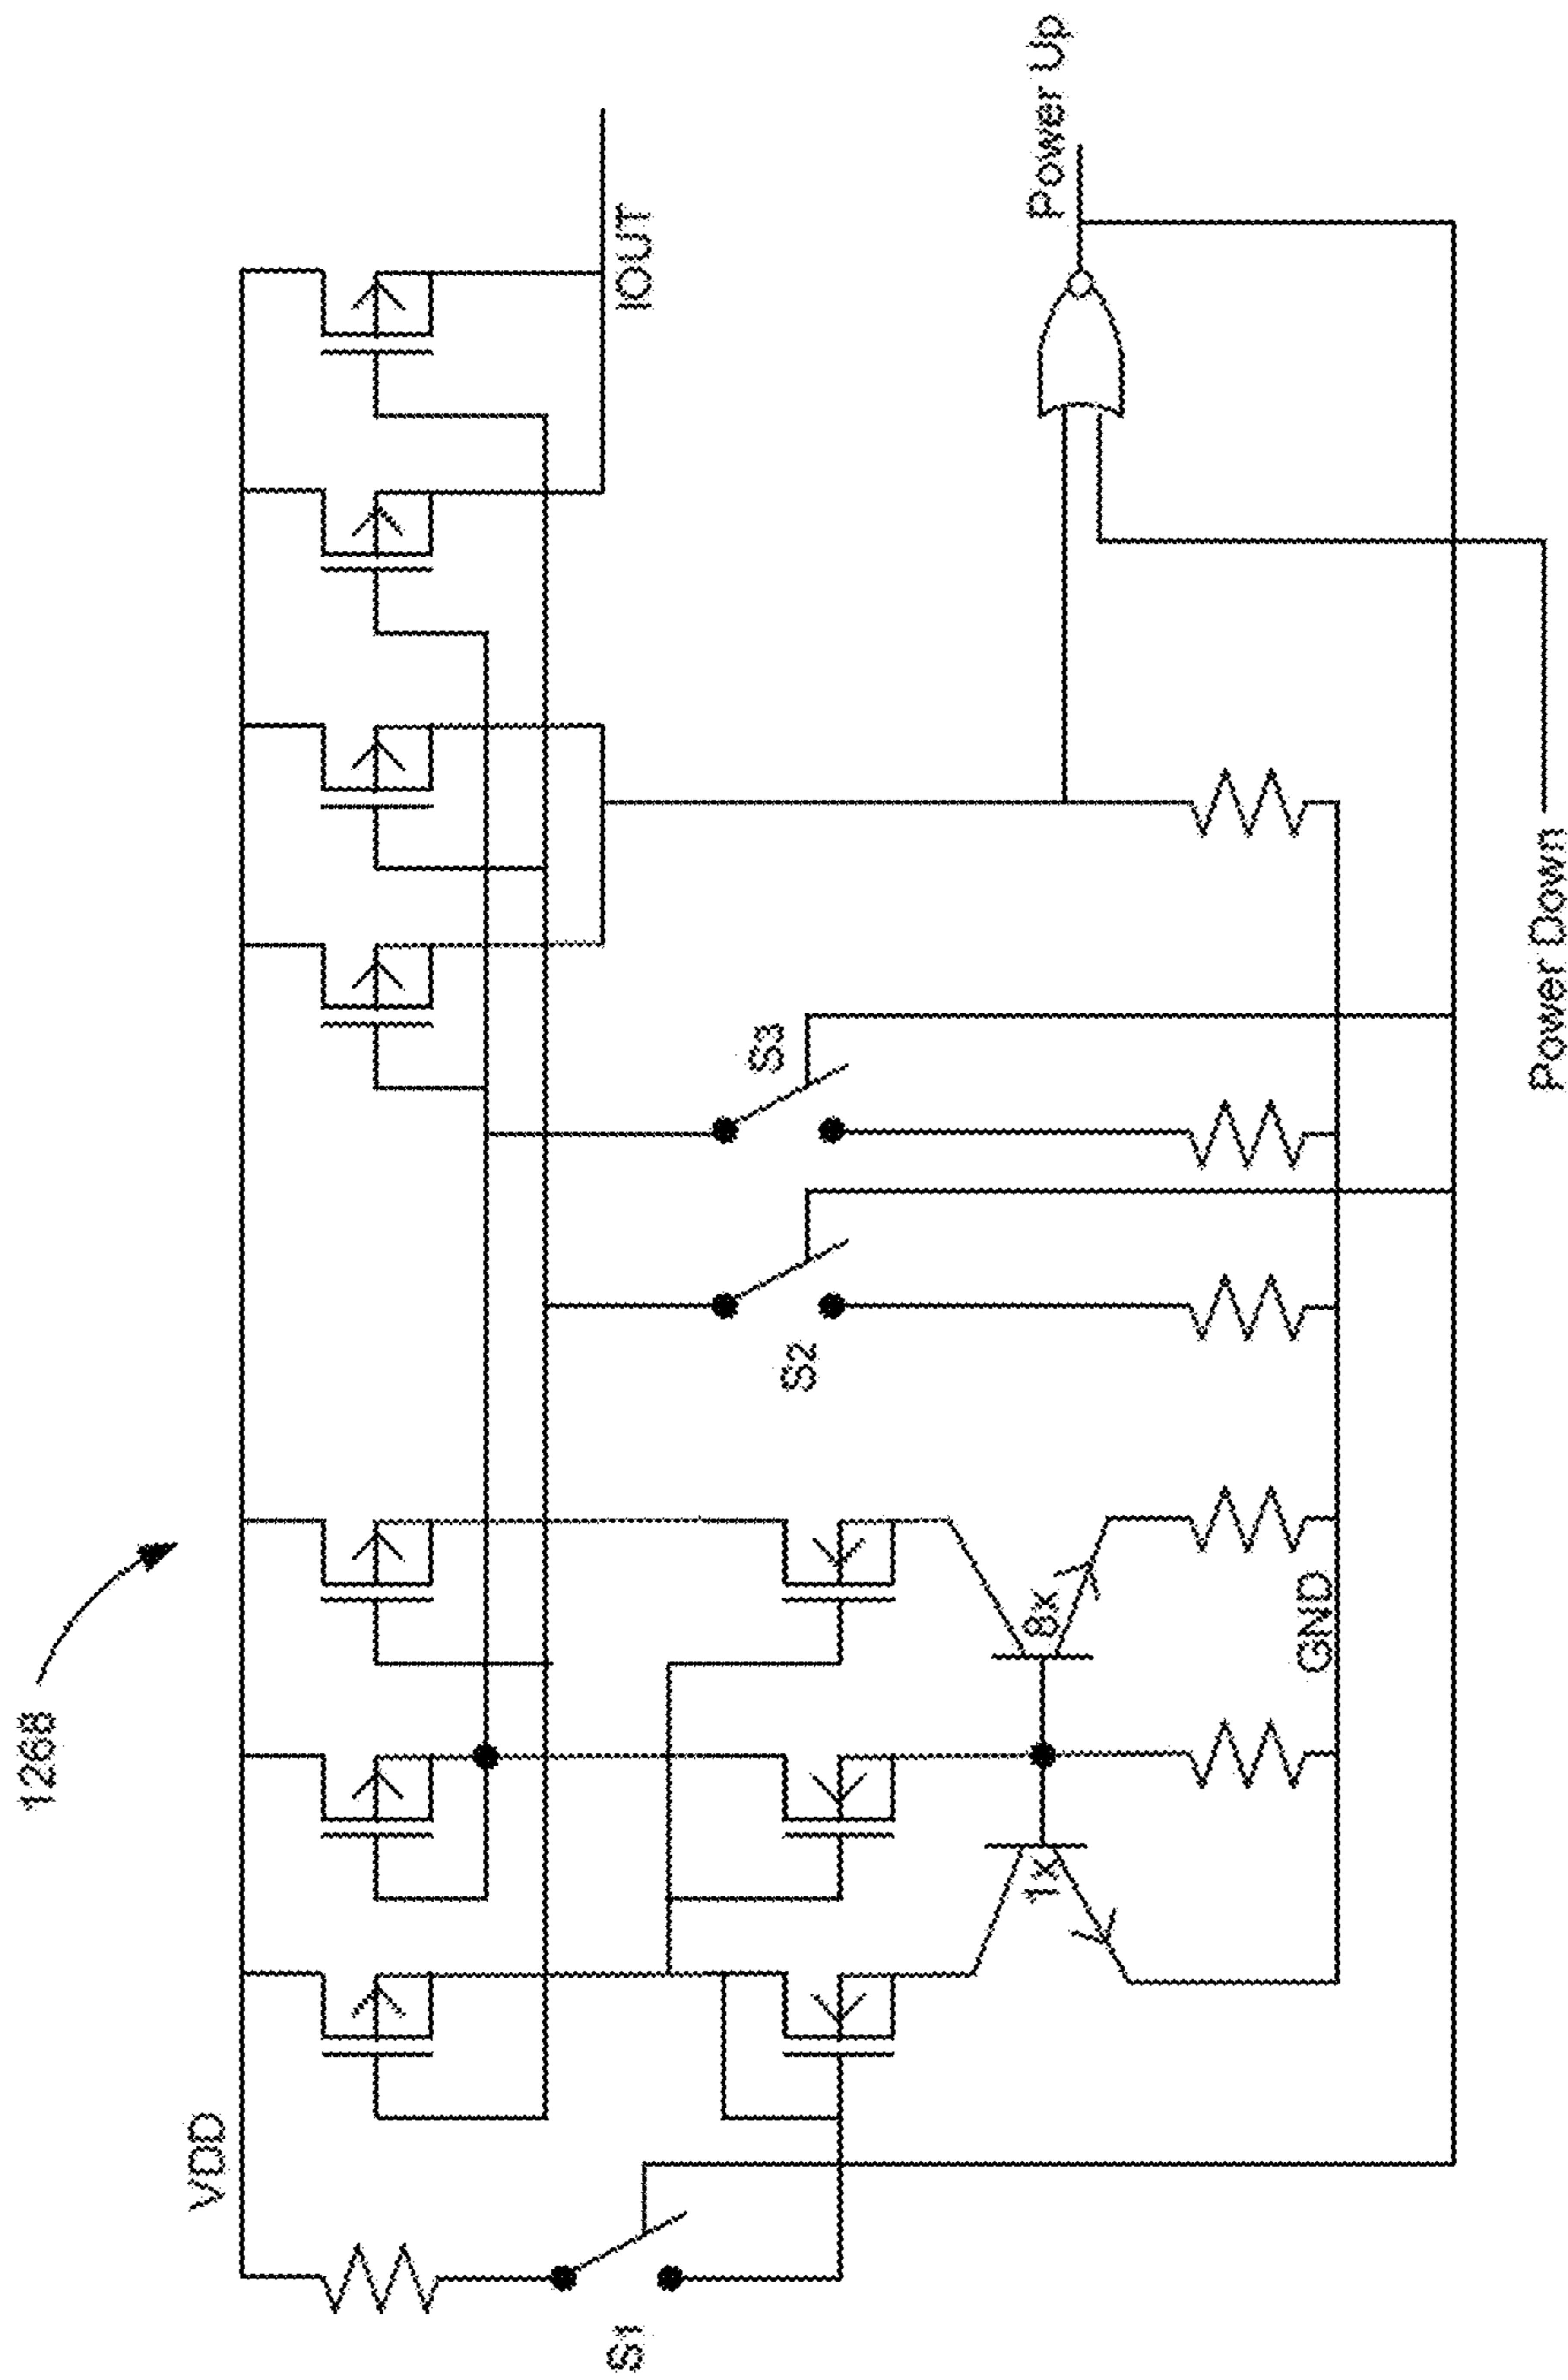 1268
VDD
S1
IOUT
S3
S2
1x
8x
GND
Power Up
Power Down